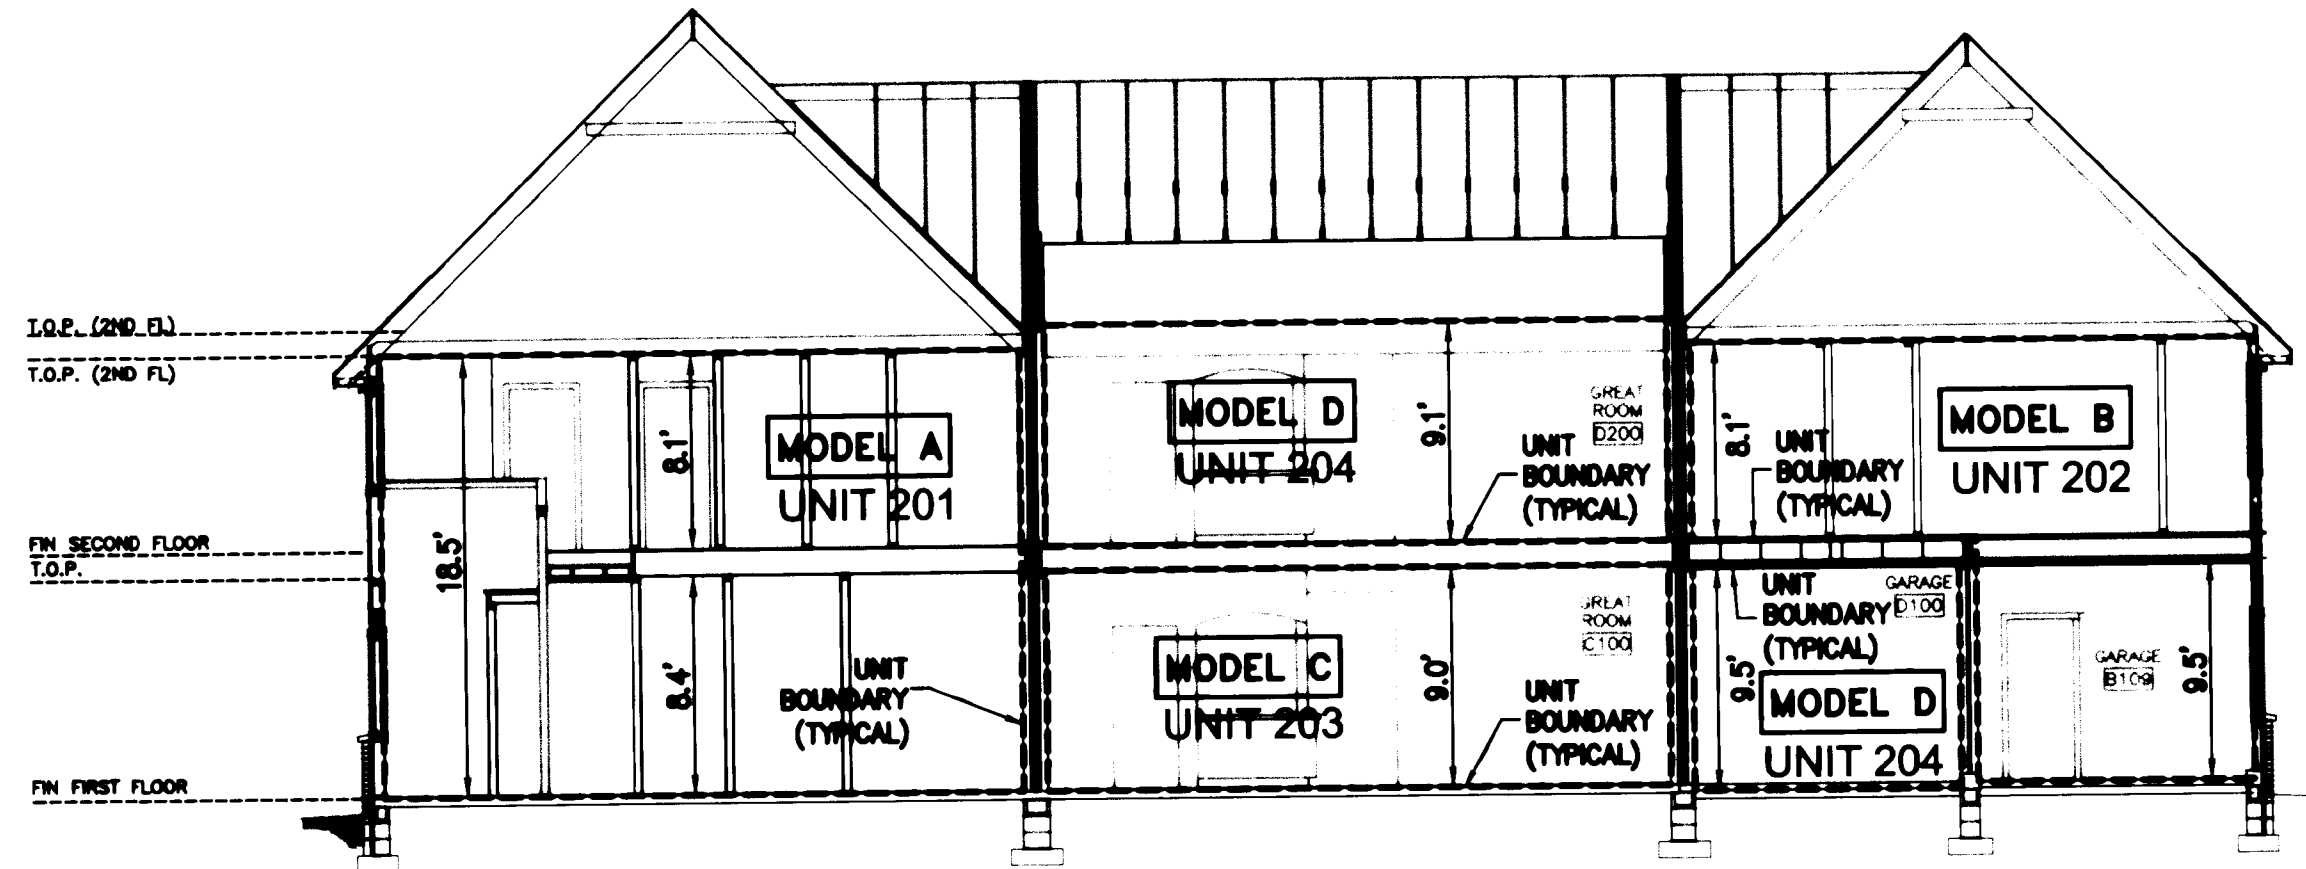 T.O.P. (2ND FL)
T.O.P. (2ND FL)
FIN SECOND FLOOR
T.O.P.
FIN FIRST FLOOR
18.5'
8.1'
MODEL A
UNIT 201
8.4'
UNIT
BOUNDARY
(TYPICAL)
MODEL D
UNIT 204
9.1'
GREAT
ROOM
D200
UNIT
BOUNDARY
(TYPICAL)
MODEL C
UNIT 203
9.0'
GREAT
ROOM
C100
UNIT
BOUNDARY
(TYPICAL)
8.1'
UNIT
BOUNDARY
(TYPICAL)
MODEL B
UNIT 202
UNIT
BOUNDARY
(TYPICAL)
GARAGE
D100
9.5'
MODEL D
UNIT 204
GARAGE
B109
9.5'